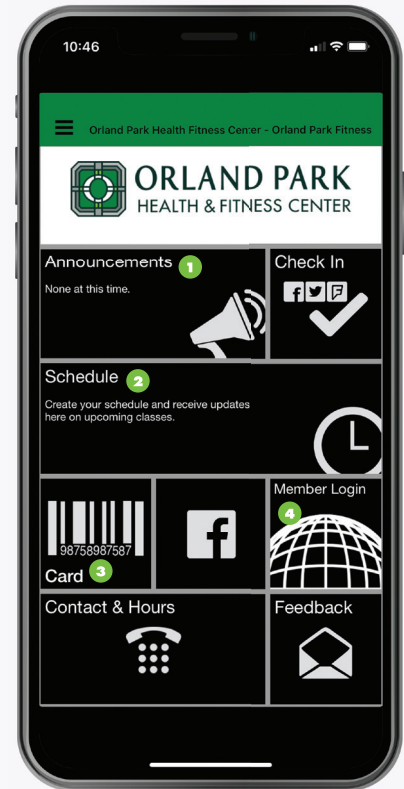 10:46
Orland Park Health Fitness Center - Orland Park Fitness
ORLAND PARK
HEALTH & FITNESS CENTER
Announcements 1
None at this time.
Check In
Schedule 2
Create your schedule and receive updates
here on upcoming classes.
98758987587
Card 3
f
Member Login
4
Contact & Hours
Feedback